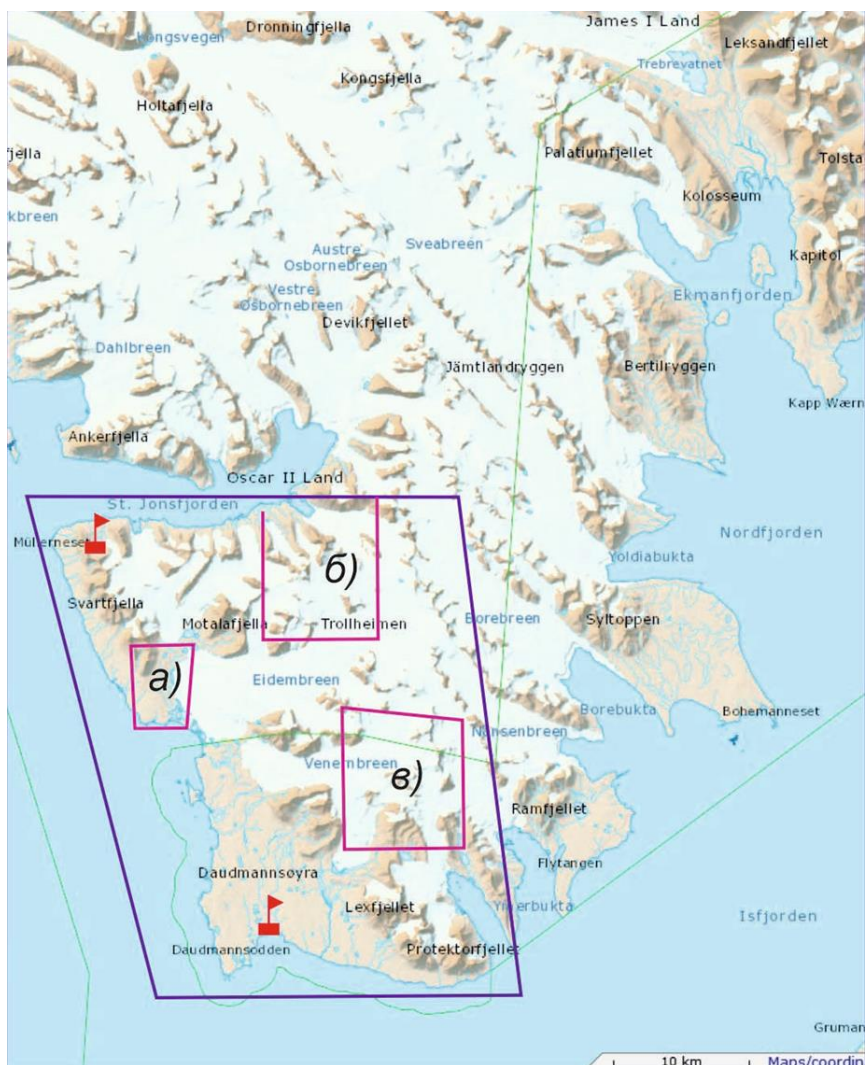 James I Land
Dronningfjella
Kongsvegen
Leksandfjellet
Trebrevatnet
Kongsfjella
Holtafjella
fjella
Palatiumfjellet
Tolsta
Kolosseum
kbreen
Austre
Osbornebreen
Sveabreen
Kapitol
Vestre
Osbornebreen
Ekmanfjorden
Devikfjellet
Dahlbreen
Jämtlandryggen
Bertilryggen
Kapp Wærn
Ankerfjella
Oscar II Land
St. Jonsfjorden
Nordfjorden
Müllerneset
Yoldiabukta
б)
Svartfjella
Motalafjella
Trollheimen
Borebreen
Syltoppen
а)
Eidembreen
Borebukta
Bohemanneset
Nansenbreen
Venernbreen
в)
Ramfjellet
Flytangen
Daudmannsøyra
Lexfjellet
Ymerbukta
Isfjorden
Daudmannsodden
Protektorfjellet
Gruman
10 km
Maps/coordin